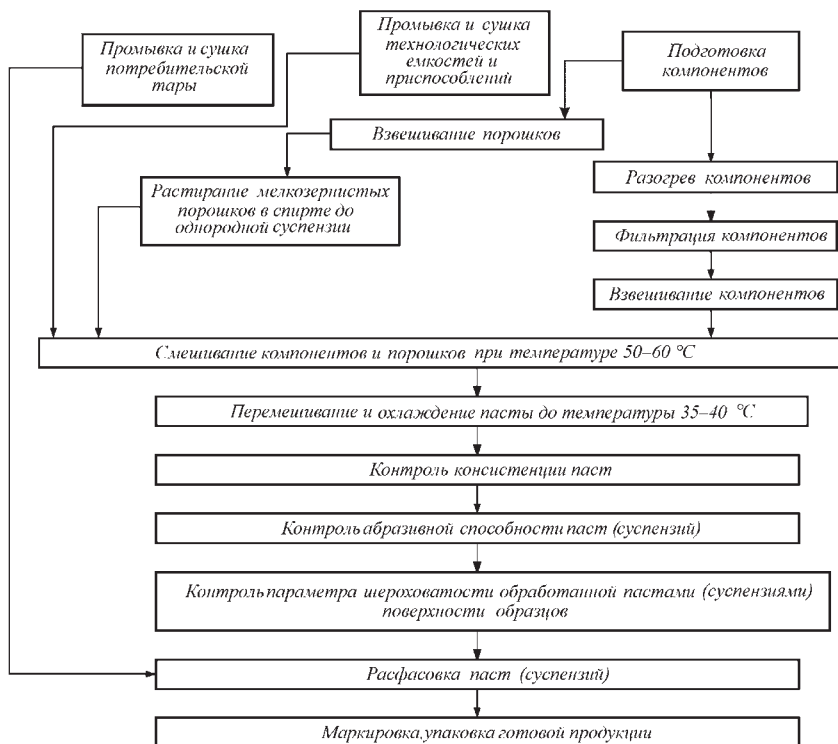 Промывка и сушка
потребительской
тары
Промывка и сушка
технологических
емкостей и
приспособлений
Подготовка
компонентов
Взвешивание порошков
Растирание мелкозернистых
порошков в спирте до
однородной суспензии
Разогрев компонентов
Фильтрация компонентов
Взвешивание компонентов
Смешивание компонентов и порошков при температуре 50–60 °С
Перемешивание и охлаждение пасты до температуры 35–40 °С
Контроль консистенции паст
Контроль абразивной способности паст (суспензий)
Контроль параметра шероховатости обработанной пастами (суспензиями)
поверхности образцов
Расфасовка паст (суспензий)
Маркировка, упаковка готовой продукции